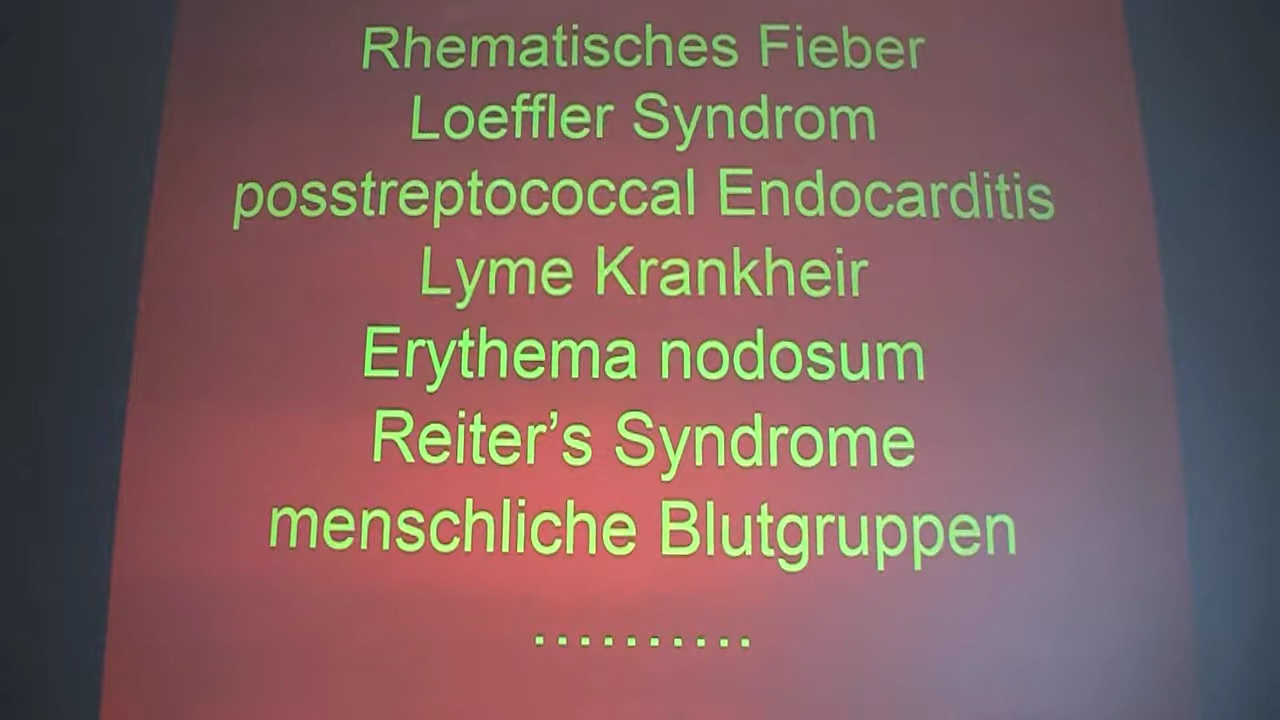 Rhematisches Fieber
Loeffler Syndrom
posstreptococcal Endocarditis
Lyme Krankheir
Erythema nodosum
Reiter’s Syndrome
menschliche Blutgruppen
..........